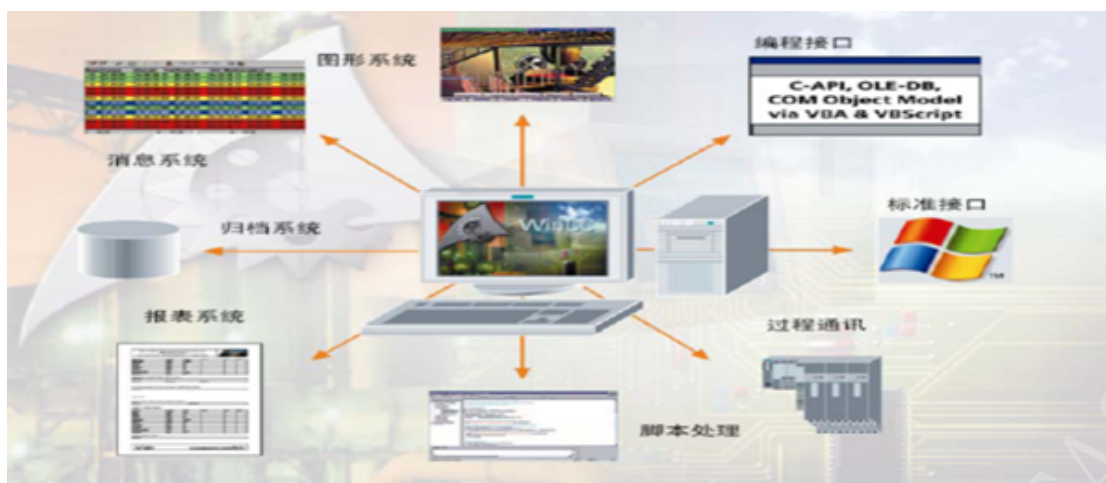 图形系统
编程接口
C-API, OLE-DB,
COM Object Model
via VBA & VBScript
消息系统
归档系统
WinCC
标准接口
TM
报表系统
过程通讯
脚本处理